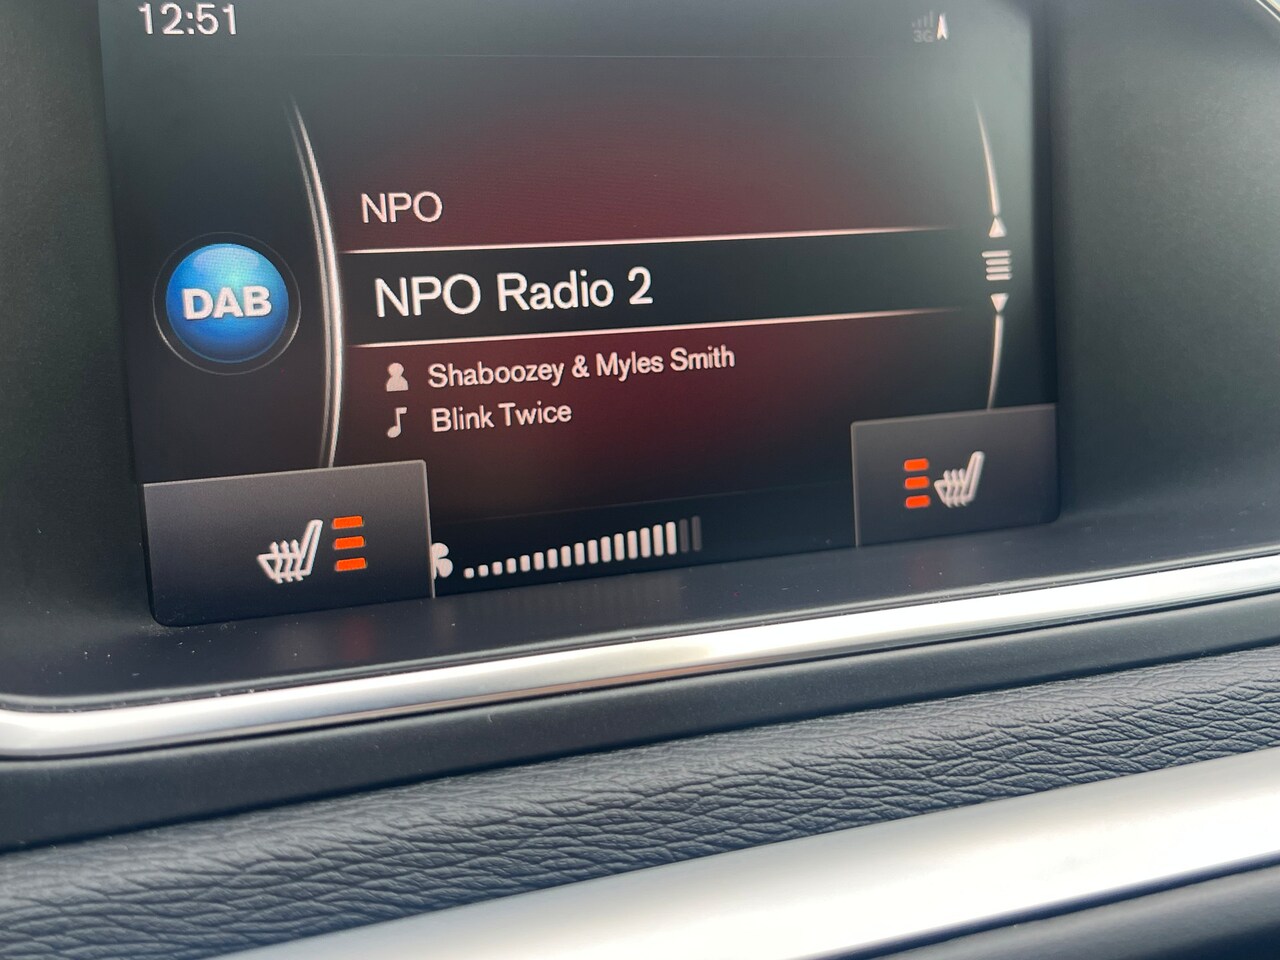 12:51
3G
NPO
DAB
NPO Radio 2
Shaboozey & Myles Smith
Blink Twice